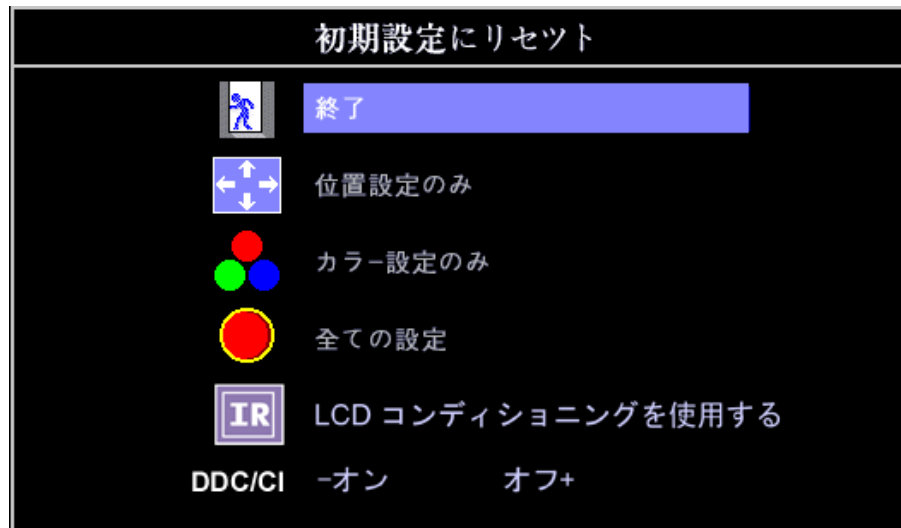 初期設定にリセツト
終了
位置設定のみ
カラー設定のみ
全ての設定
IR LCD コンディショニングを使用する
DDC/CI -オン オフ+